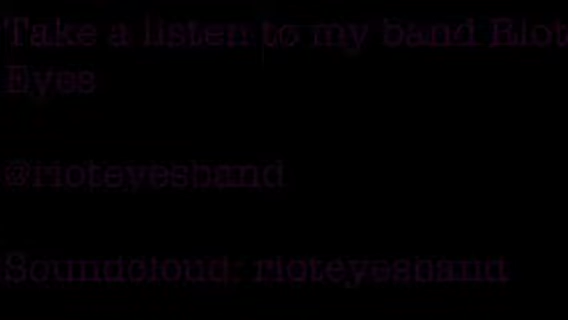 Take a listen to my band Riot
Eyes
@rioteyesband
Soundcloud: rioteyesband